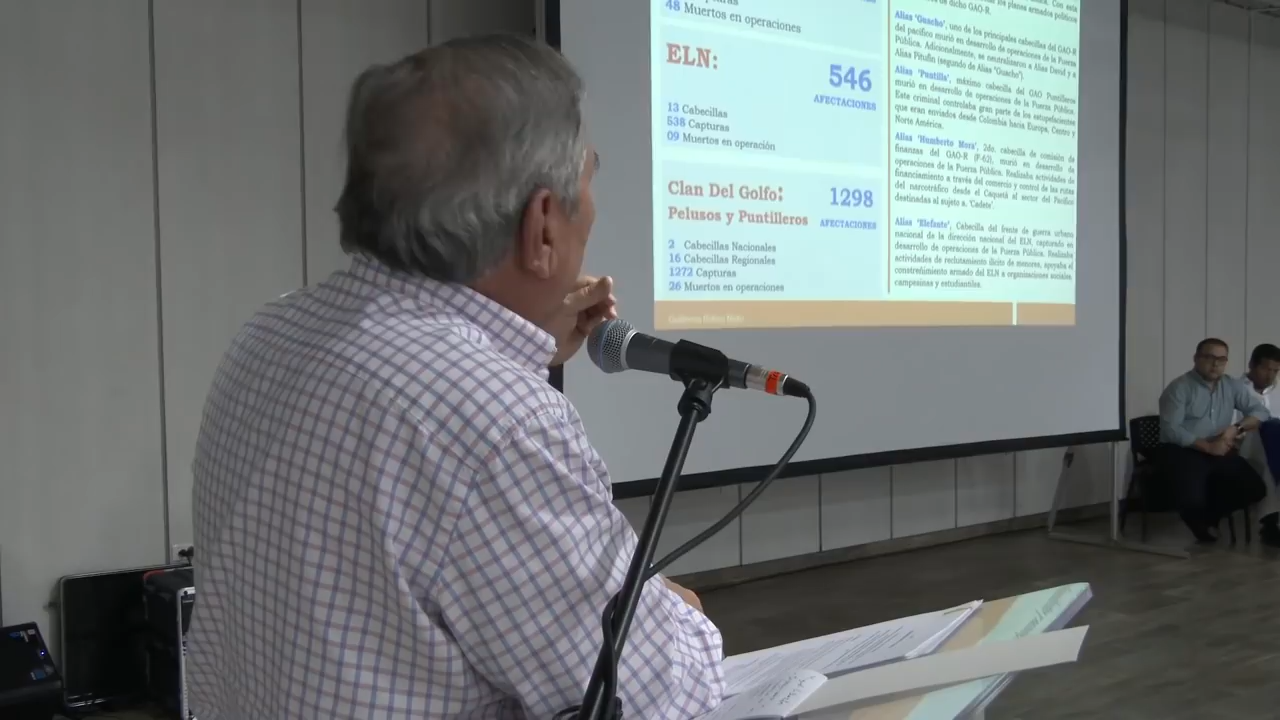 48 Muertos en operaciones
ELN:
546
AFECTACIONES
13 Cabecillas
538 Capturas
09 Muertos en operación
Clan Del Golfo:
Pelusos y Puntilleros
1298
AFECTACIONES
2 Cabecillas Nacionales
16 Cabecillas Regionales
1272 Capturas
26 Muertos en operaciones
de dicho GAO-R.
Alias 'Guacho', uno de los principales cabecillas del GAO-R
del pacífico murió en desarrollo de operaciones de la Fuerza
Pública. Adicionalmente, se neutralizaron a Alias David y a
Alias Pitufin (segundo de Alias "Guacho").
Alias 'Puntilla', máximo cabecilla del GAO Puntilleros
murió en desarrollo de operaciones de la Fuerza Pública.
Este criminal controlaba gran parte de los estupefacientes
que eran enviados desde Colombia hacia Europa, Centro y
Norte América.
Alias 'Humberto Mora', 2do. cabecilla de comisión de
finanzas del GAO-R (F-62), murió en desarrollo de
operaciones de la Fuerza Pública. Realizaba actividades de
financiamiento a través del comercio y control de las rutas
del narcotráfico desde el Caquetá al sector del Pacífico
destinadas al sujeto a. 'Cadete'.
Alias 'Elefante', Cabecilla del frente de guerra urbano
nacional de la dirección nacional del ELN, capturado en
desarrollo de operaciones de la Fuerza Pública. Realizaba
actividades de reclutamiento ilícito de menores, apoyaba el
constreñimiento armado del ELN a organizaciones sociales,
campesinas y estudiantiles.